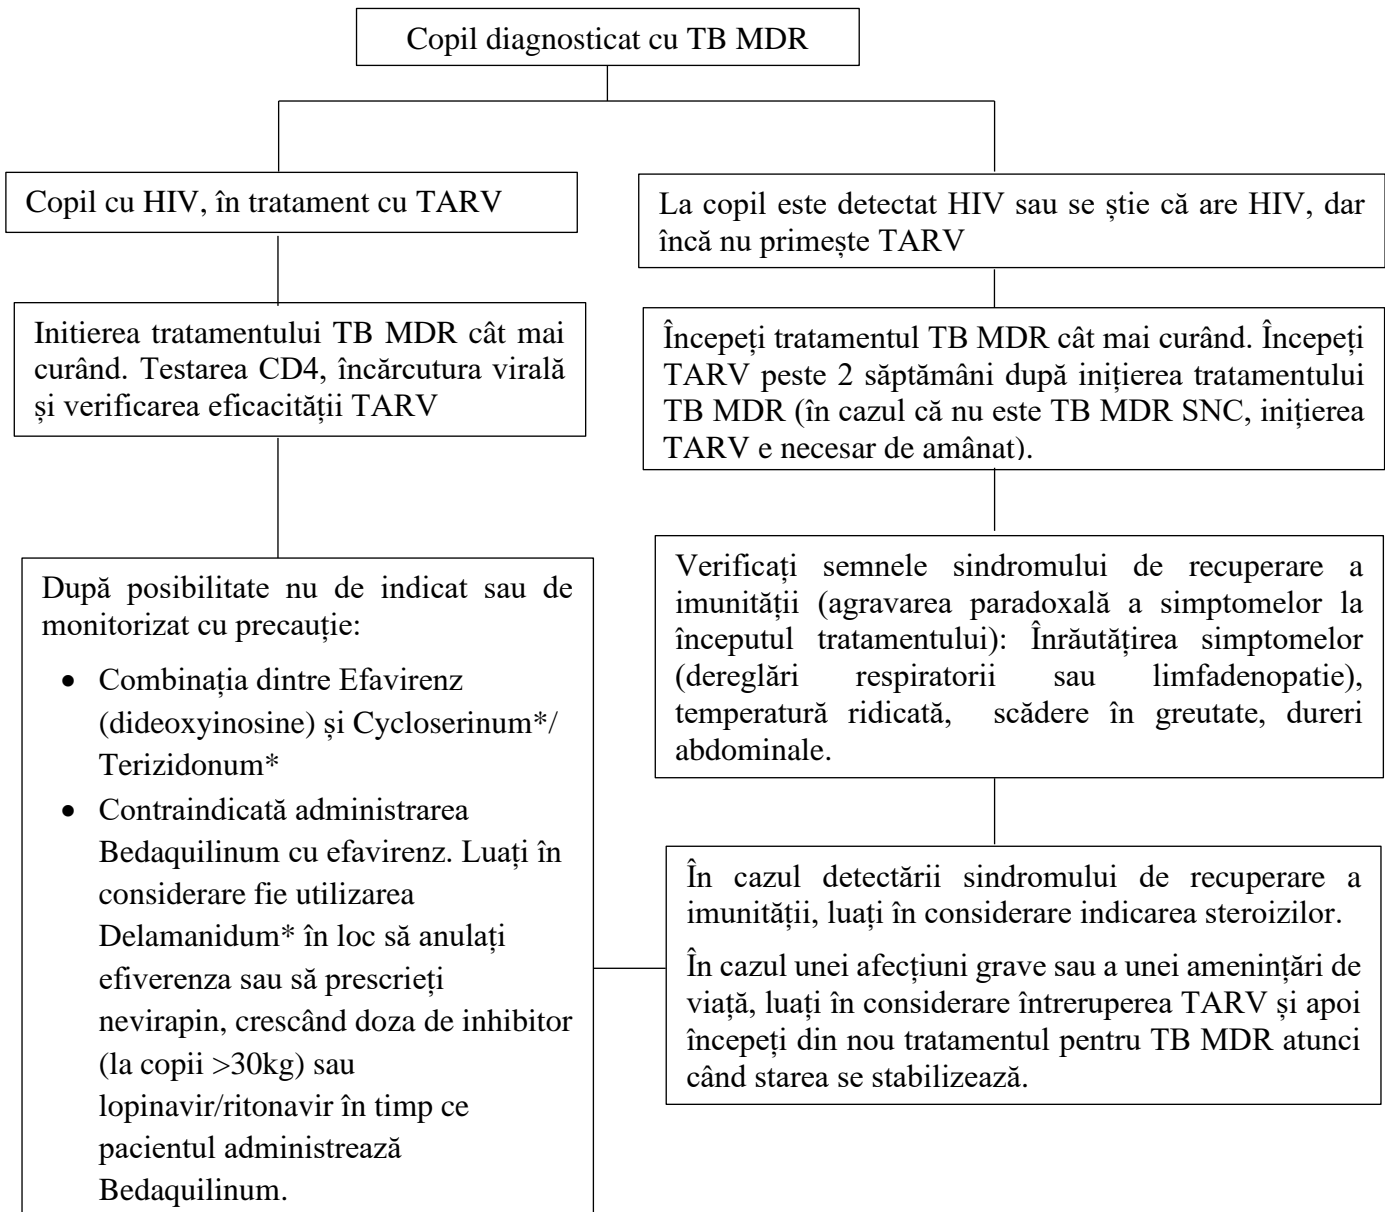 Copil diagnosticat cu TB MDR
Copil cu HIV, în tratament cu TARV
La copil este detectat HIV sau se știe că are HIV, dar
încă nu primește TARV
Initierea tratamentului TB MDR cât mai
curând. Testarea CD4, încărcutura virală
și verificarea eficacității TARV
Începeți tratamentul TB MDR cât mai curând. Începeți
TARV peste 2 săptămâni după inițierea tratamentului
TB MDR (în cazul că nu este TB MDR SNC, inițierea
TARV e necesar de amânat).
După posibilitate nu de indicat sau de
monitorizat cu precauție:
• Combinația dintre Efavirenz
(dideoxyinosine) și Cycloserinum*/
Terizidonum*
• Contraindicată administrarea
Bedaquilinum cu efavirenz. Luați în
considerare fie utilizarea
Delamanidum* în loc să anulați
efiverenza sau să prescrieți
nevirapin, crescând doza de inhibitor
(la copii >30kg) sau
lopinavir/ritonavir în timp ce
pacientul administrează
Bedaquilinum.
Verificați semnele sindromului de recuperare a
imunității (agravarea paradoxală a simptomelor la
începutul tratamentului): Înrăutățirea simptomelor
(dereglări respiratorii sau limfadenopatie),
temperatură ridicată, scădere în greutate, dureri
abdominale.
În cazul detectării sindromului de recuperare a
imunității, luați în considerare indicarea steroizilor.
În cazul unei afecțiuni grave sau a unei amenințări de
viață, luați în considerare întreruperea TARV și apoi
începeți din nou tratamentul pentru TB MDR atunci
când starea se stabilizează.